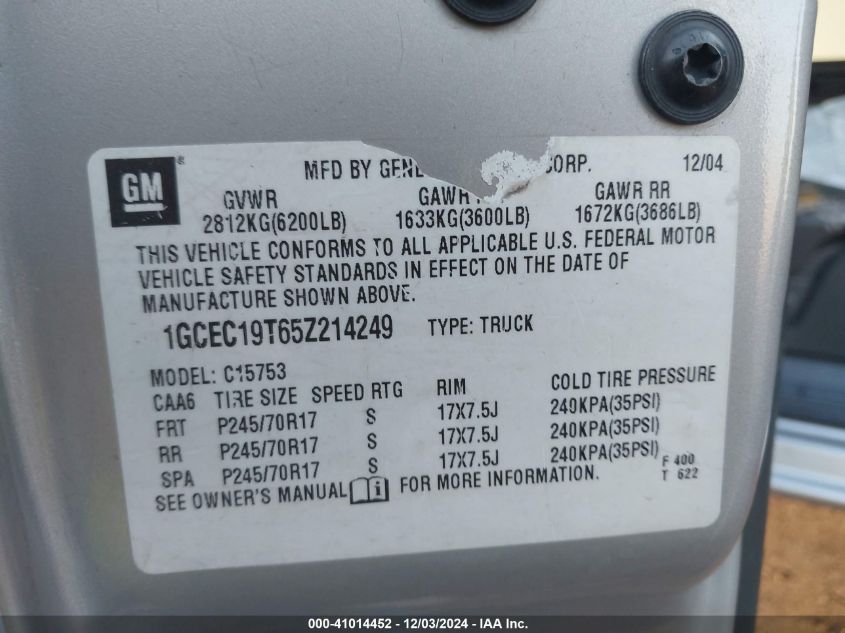 GM ® MFD BY CORP. 12/04
GVWR GAWR GAWR RR
2812KG(6200LB) 1633KG(3600LB) 1672KG(3686LB)
THIS VEHICLE CONFORMS TO ALL APPLICABLE U.S. FEDERAL MOTOR
VEHICLE SAFETY STANDARDS IN EFFECT ON THE DATE OF
MANUFACTURE SHOWN ABOVE.
1GCEC19T65Z214249 TYPE: TRUCK
MODEL: C15753
CAA6 TIRE SIZE SPEED RTG RIM COLD TIRE PRESSURE
FRT P245/70R17 S 17X7.5J 240KPA(35PSI)
RR P245/70R17 S 17X7.5J 240KPA(35PSI)
SPA P245/70R17 S 17X7.5J 240KPA(35PSI)
F 400
T 622
SEE OWNER'S MANUAL i FOR MORE INFORMATION.
000-41014452 - 12/03/2024 - IAA Inc.